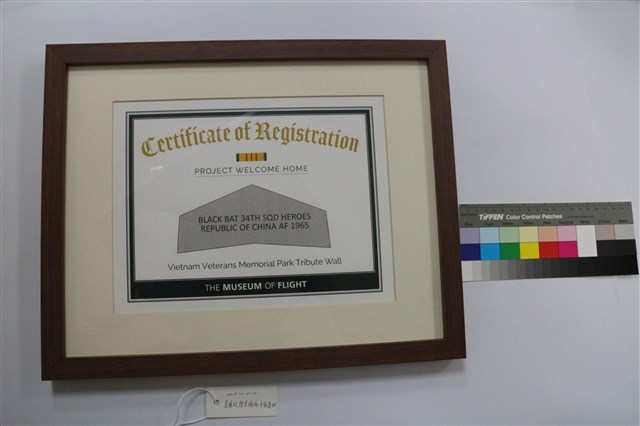 Certificate of Registration
PROJECT WELCOME HOME
BLACK BAT 34TH SQD HEROES
REPUBLIC OF CHINA AF 1965
Vietnam Veterans Memorial Park Tribute Wall
THE MUSEUM OF FLIGHT
TIFFEN Color Control Patches